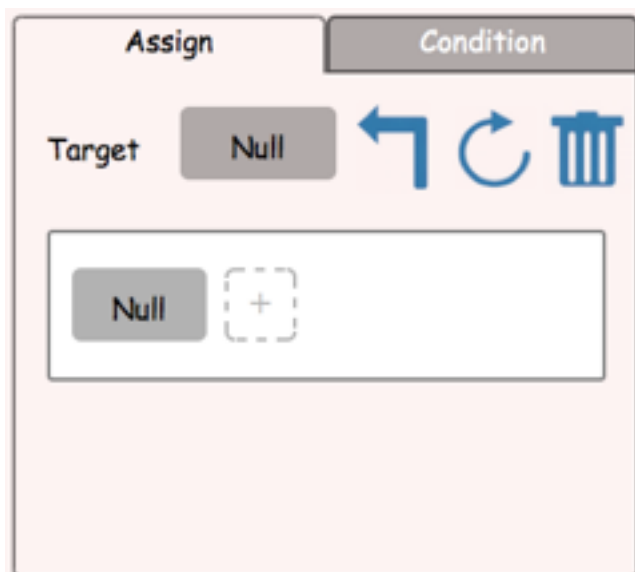 Assign
Condition
Target
Null
Null
+